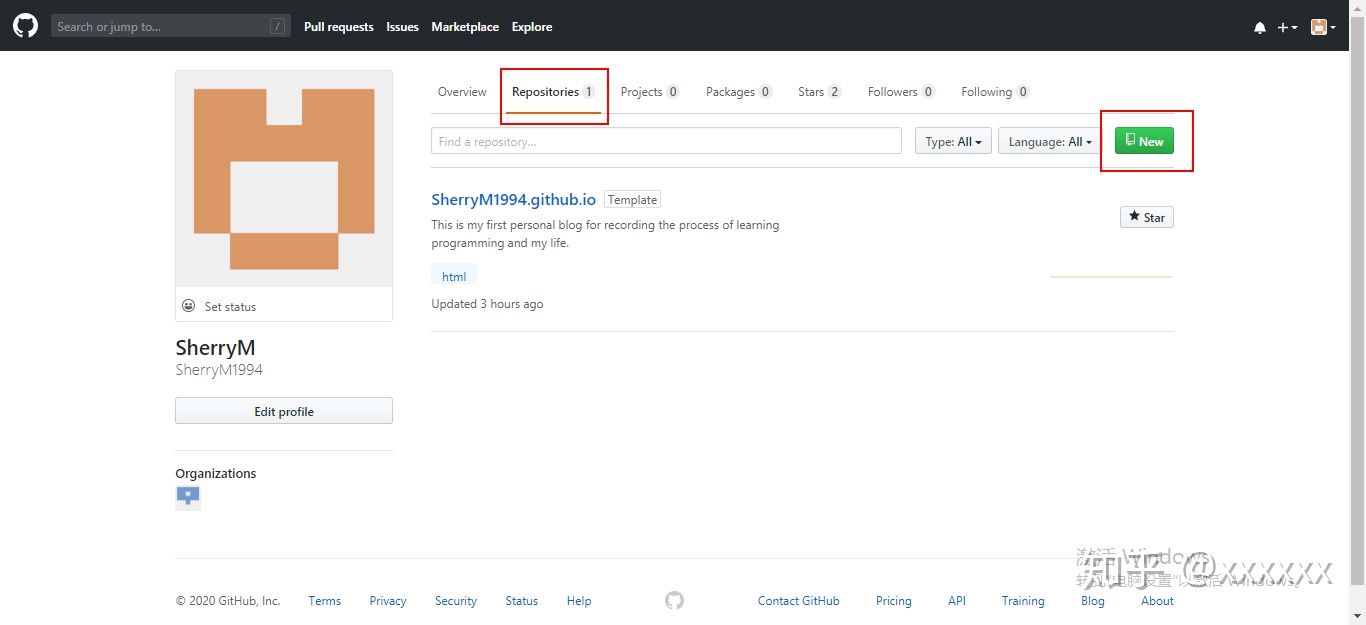 Search or jump to... /
Pull requests
Issues
Marketplace
Explore
Overview
Repositories 1
Projects 0
Packages 0
Stars 2
Followers 0
Following 0
Find a repository...
Type: All
Language: All
New
SherryM1994.github.io
Template
This is my first personal blog for recording the process of learning
programming and my life.
Star
html
Updated 3 hours ago
Set status
SherryM
SherryM1994
Edit profile
Organizations
激活 Windows
转到"电脑设置"以激活 Windows。
知乎 @xxxxxxx
© 2020 GitHub, Inc.
Terms
Privacy
Security
Status
Help
Contact GitHub
Pricing
API
Training
Blog
About